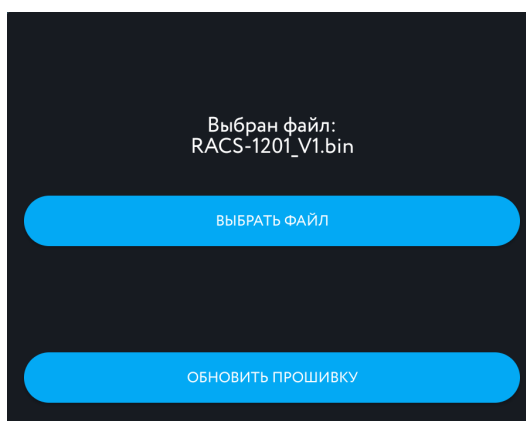 Выбран файл:
RACS-1201_V1.bin
ВЫБРАТЬ ФАЙЛ
ОБНОВИТЬ ПРОШИВКУ